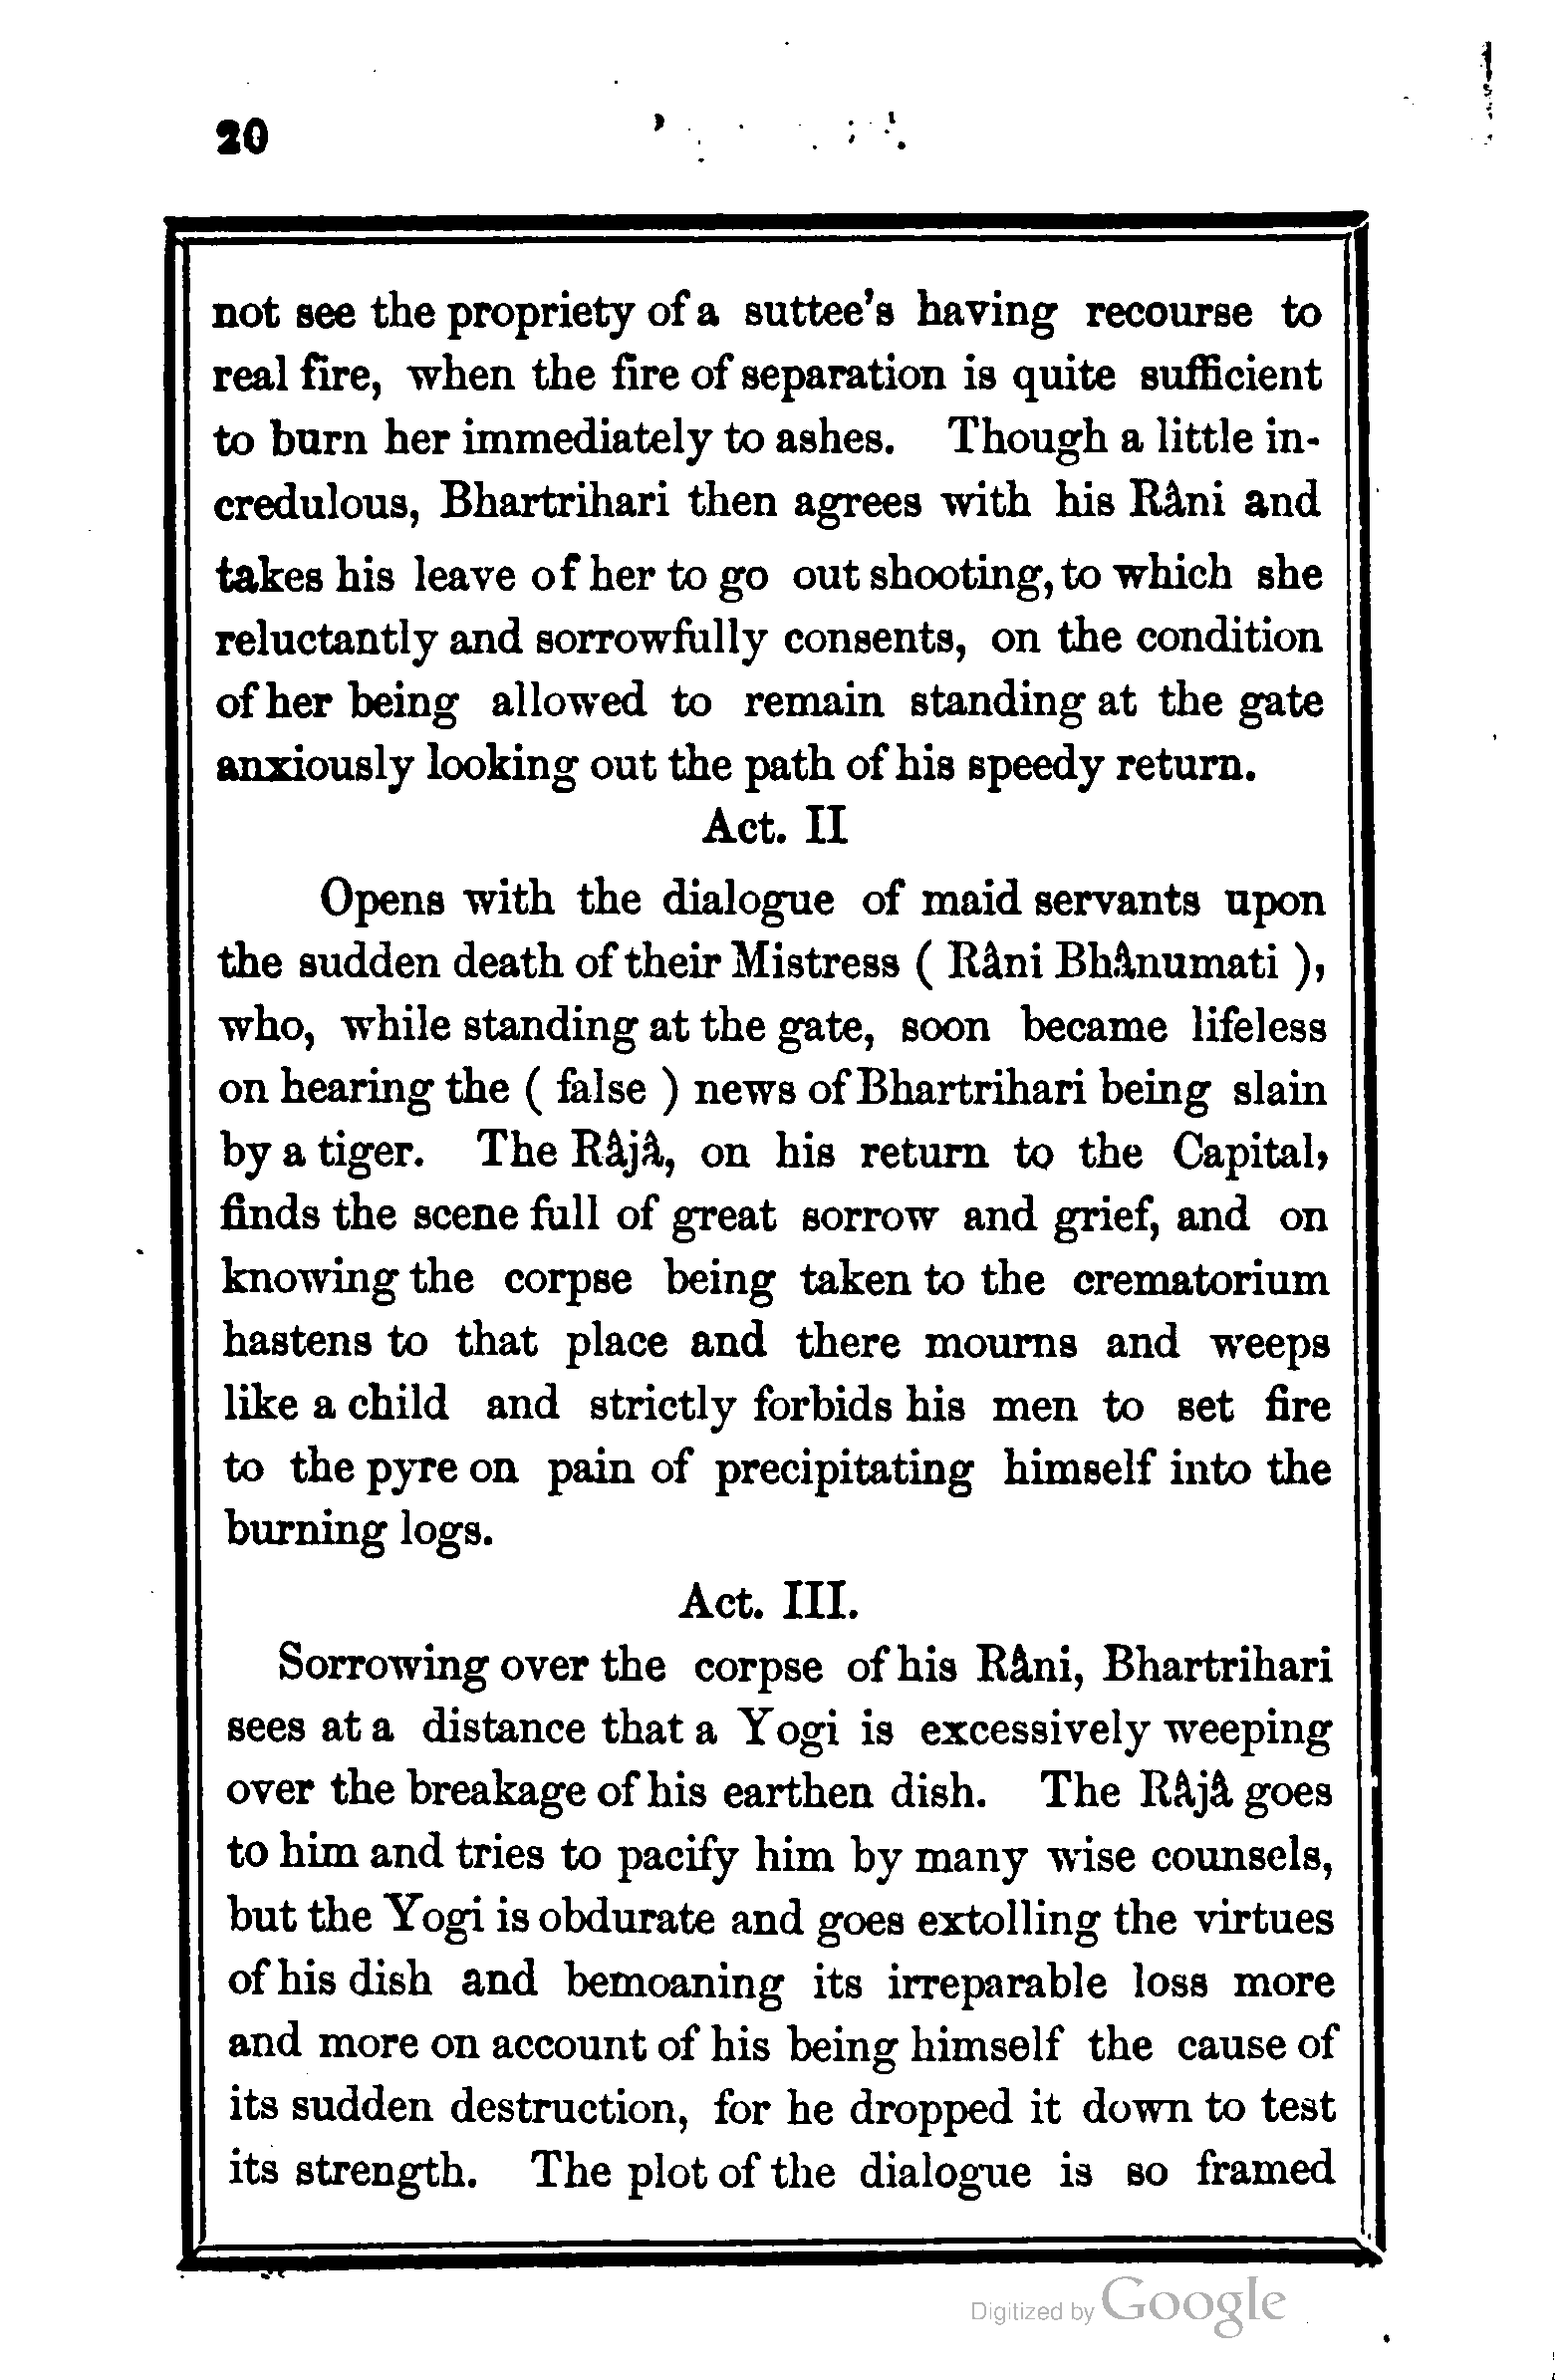 20
not see the propriety of a suttee's having recourse to
real fire, when the fire of separation is quite sufficient
to burn her immediately to ashes. Though a little in-
credulous, Bhartrihari then agrees with his Râni and
takes his leave of her to go out shooting, to which she
reluctantly and sorrowfully consents, on the condition
of her being allowed to remain standing at the gate
anxiously looking out the path of his speedy return.
Act. II
Opens with the dialogue of maid servants upon
the sudden death of their Mistress ( Râni Bhânumati ),
who, while standing at the gate, soon became lifeless
on hearing the ( false ) news of Bhartrihari being slain
by a tiger. The Râjâ, on his return to the Capital,
finds the scene full of great sorrow and grief, and on
knowing the corpse being taken to the crematorium
hastens to that place and there mourns and weeps
like a child and strictly forbids his men to set fire
to the pyre on pain of precipitating himself into the
burning logs.
Act. III.
Sorrowing over the corpse of his Râni, Bhartrihari
sees at a distance that a Yogi is excessively weeping
over the breakage of his earthen dish. The Râjâ goes
to him and tries to pacify him by many wise counsels,
but the Yogi is obdurate and goes extolling the virtues
of his dish and bemoaning its irreparable loss more
and more on account of his being himself the cause of
its sudden destruction, for he dropped it down to test
its strength. The plot of the dialogue is so framed
Digitized by Google